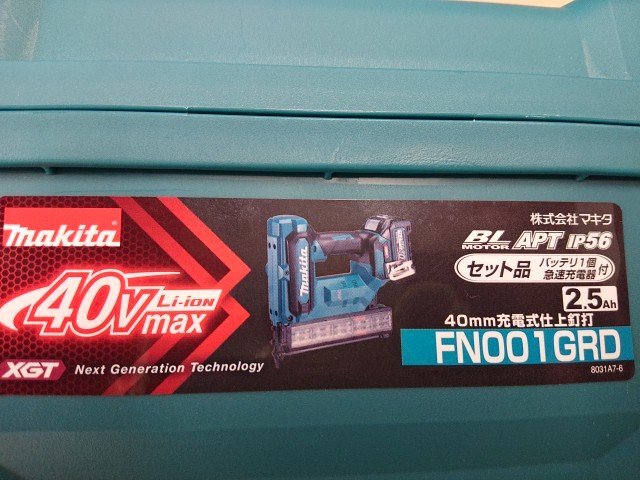 makita
40Vmax
Li-ion
XGT Next Generation Technology
makita
株式会社マキタ
BL MOTOR APT IP56
セット品 バッテリ1個 急速充電器 付
2.5Ah
40mm充電式仕上釘打
FN001GRD
8031A7-6